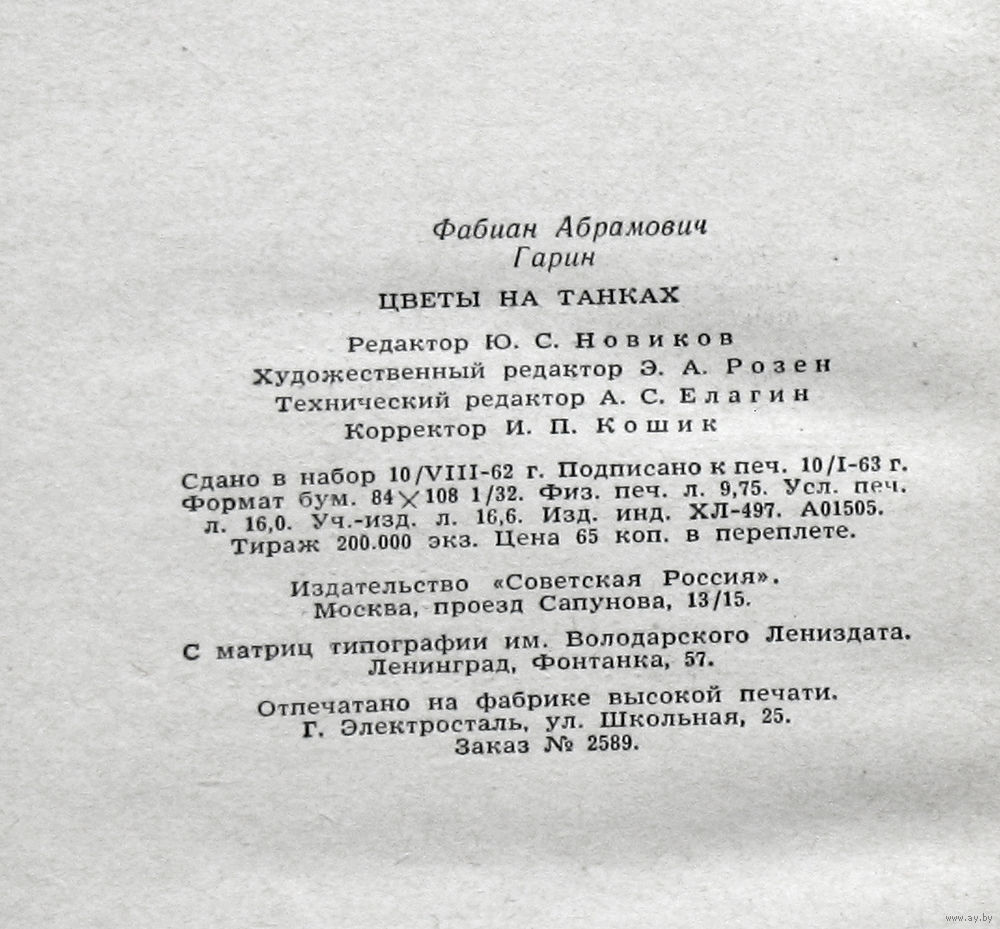 Фабиан Абрамович
Гарин
ЦВЕТЫ НА ТАНКАХ
Редактор Ю. С. Новиков
Художественный редактор Э. А. Розен
Технический редактор А. С. Елагин
Корректор И. П. Кошик
Сдано в набор 10/VIII-62 г. Подписано к печ. 10/I-63 г.
Формат бум. 84×108 1/32. Физ. печ. л. 9,75. Усл. печ.
л. 16,0. Уч.-изд. л. 16,6. Изд. инд. ХЛ-497. А01505.
Тираж 200.000 экз. Цена 65 коп. в переплете.
Издательство «Советская Россия».
Москва, проезд Сапунова, 13/15.
С матриц типографии им. Володарского Лениздата.
Ленинград, Фонтанка, 57.
Отпечатано на фабрике высокой печати.
Г. Электросталь, ул. Школьная, 25.
Заказ № 2589.
www.ay.by